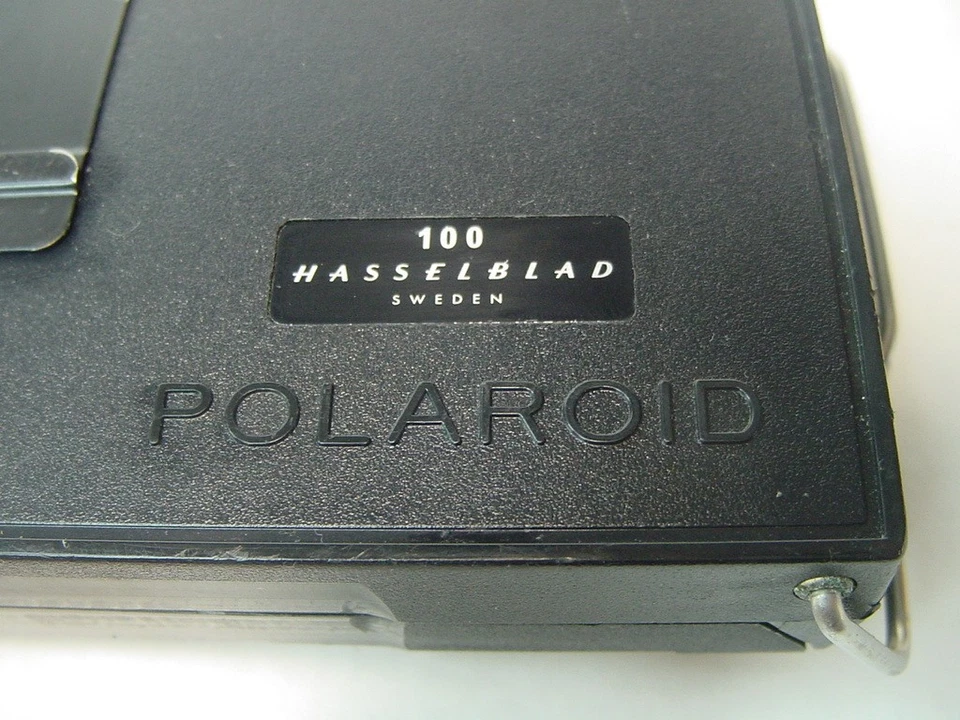 100
HASSELBLAD
SWEDEN
POLAROID